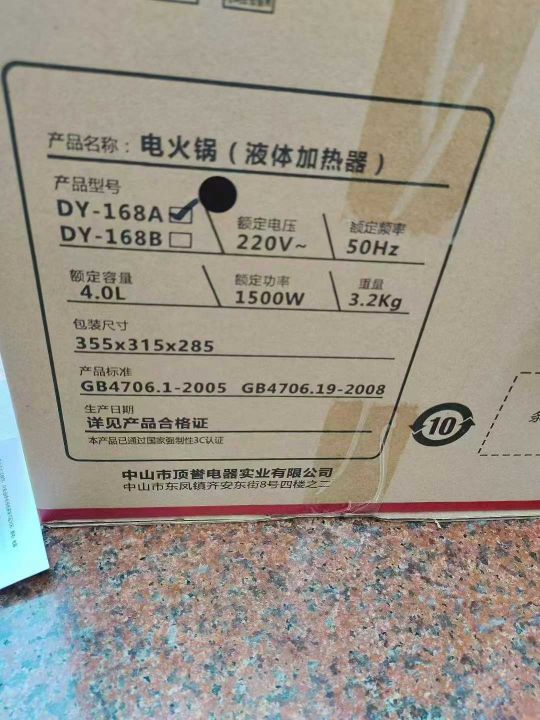 产品名称：电火锅（液体加热器）
产品型号
DY-168A☑ 额定电压 额定频率
DY-168B☐ 220V~ 50Hz
额定容量 额定功率 重量
4.0L 1500W 3.2Kg
包装尺寸
355x315x285
产品标准
GB4706.1-2005 GB4706.19-2008
生产日期
详见产品合格证
本产品已通过国家强制性3C认证
10
中山市顶誉电器实业有限公司
中山市东凤镇齐安东街8号四楼之二